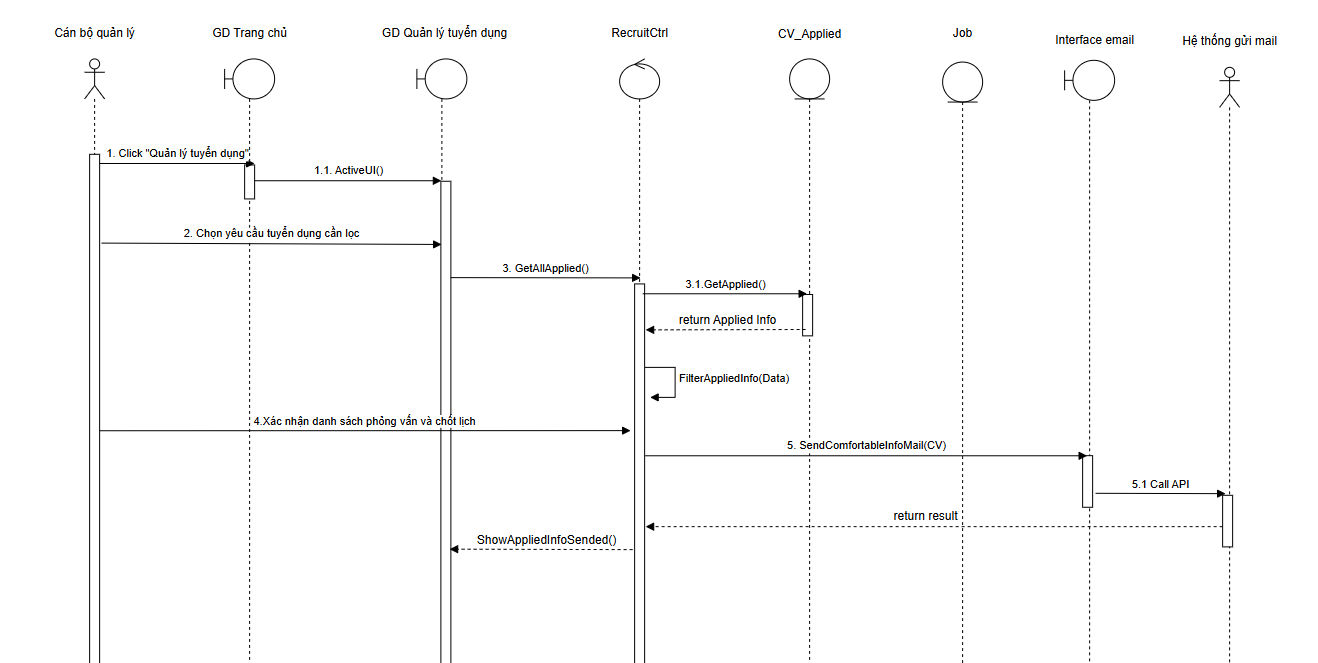 Cán bộ quản lý
GD Trang chủ
GD Quản lý tuyển dụng
RecruitCtrl
CV_Applied
Job
Interface email
Hệ thống gửi mail
1. Click "Quản lý tuyển dụng"
1.1. ActiveUI()
2. Chọn yêu cầu tuyển dụng cần lọc
3. GetAllApplied()
3.1.GetApplied()
return Applied Info
FilterAppliedInfo(Data)
4.Xác nhận danh sách phỏng vấn và chốt lịch
5. SendComfortableInfoMail(CV)
5.1 Call API
return result
ShowAppliedInfoSended()